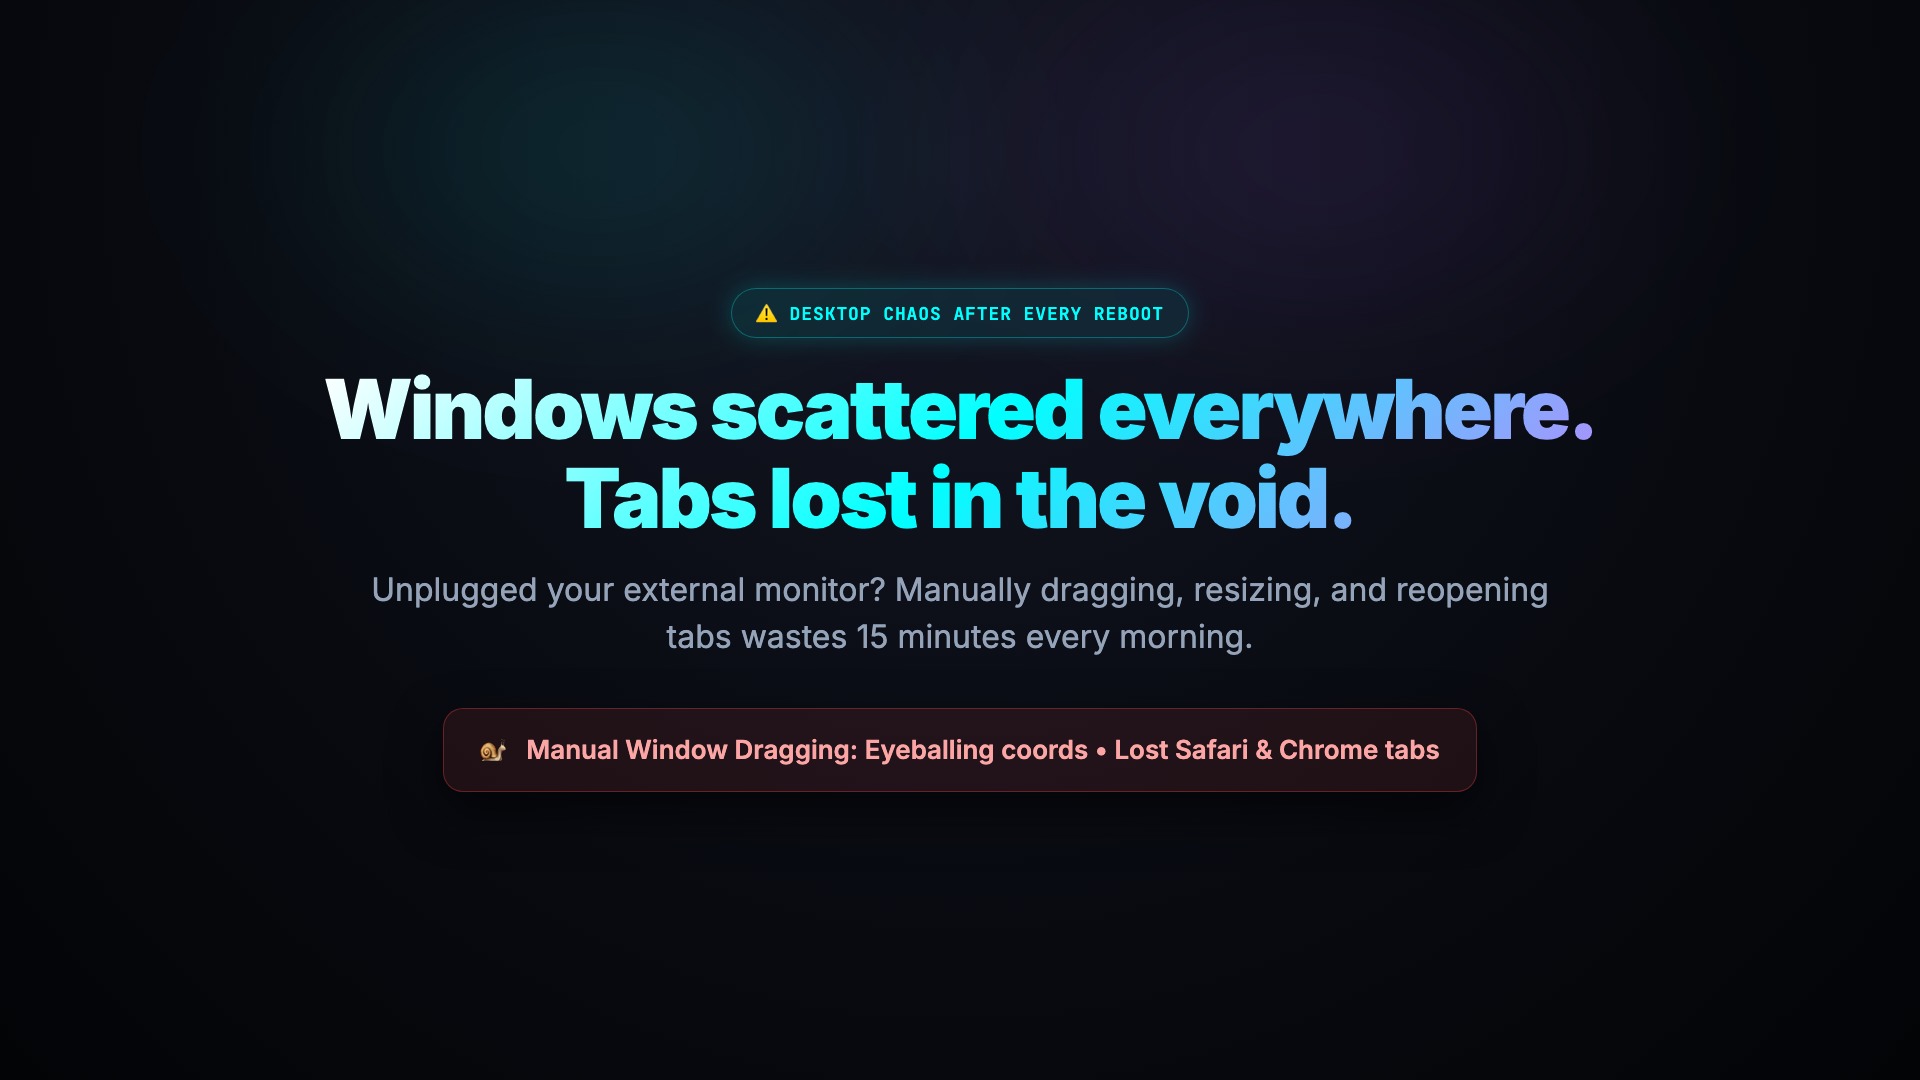 ⚠️ DESKTOP CHAOS AFTER EVERY REBOOT
Windows scattered everywhere.
Tabs lost in the void.
Unplugged your external monitor? Manually dragging, resizing, and reopening
tabs wastes 15 minutes every morning.
🐌 Manual Window Dragging: Eyeballing coords • Lost Safari & Chrome tabs